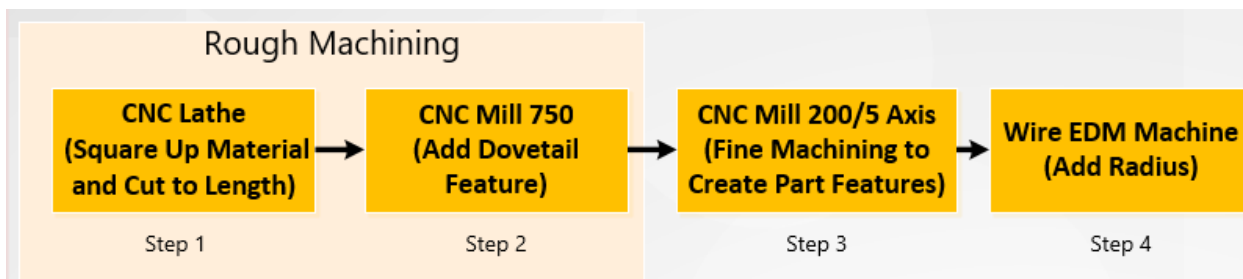 Rough Machining
CNC Lathe
(Square Up Material
and Cut to Length)
CNC Mill 750
(Add Dovetail
Feature)
CNC Mill 200/5 Axis
(Fine Machining to
Create Part Features)
Wire EDM Machine
(Add Radius)
Step 1
Step 2
Step 3
Step 4